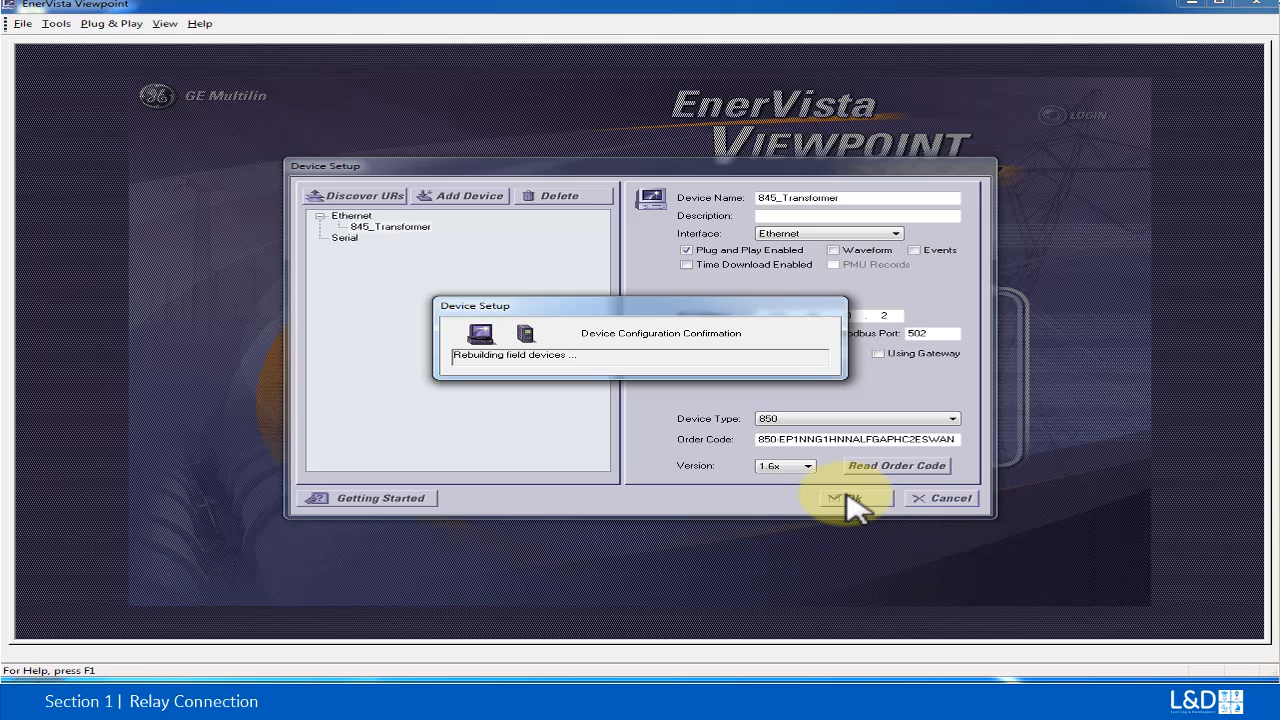 EnerVista Viewpoint
File Tools Plug & Play View Help
GE Multilin
EnerVista
VIEWPOINT
LOGIN
Device Setup
Discover URs Add Device Delete
Ethernet
845_Transformer
Serial
Device Name: 845_Transformer
Description:
Interface: Ethernet
Plug and Play Enabled Waveform Events
Time Download Enabled PMU Records
. 2
odbus Port: 502
Using Gateway
Device Setup
Device Configuration Confirmation
Rebuilding field devices ...
Device Type: 850
Order Code: 850-EP1NNG1HNNALFGAPHC2ESWAN
Version: 1.6x Read Order Code
Getting Started Ok Cancel
For Help, press F1
Section 1 | Relay Connection
L&D